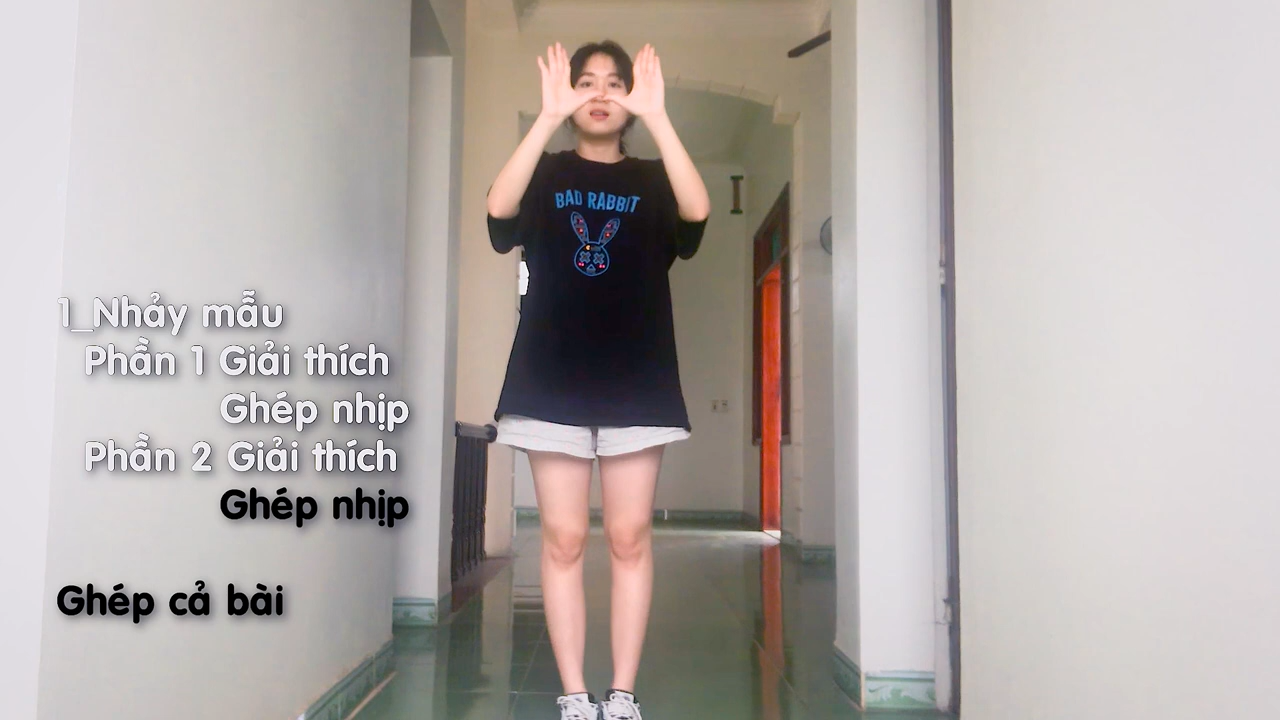 BAD RABBIT
1_Nhảy mẫu
Phần 1 Giải thích
Ghép nhịp
Phần 2 Giải thích
Ghép nhịp
Ghép cả bài